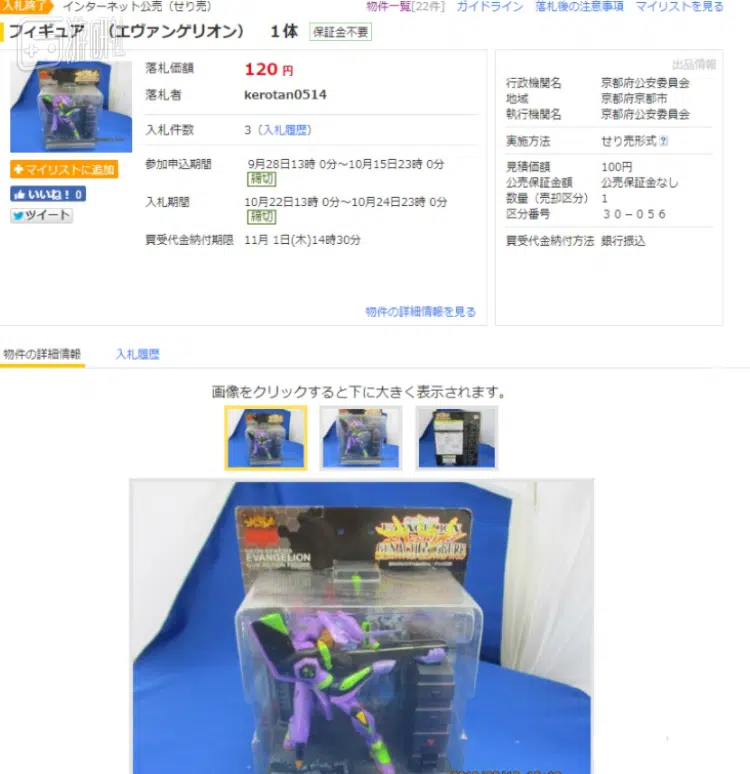 入札終了 インターネット公売（せり売） 物件一覧[22件] ガイドライン 落札後の注意事項 マイリストを見る
フィギュア （エヴァンゲリオン） １体 保証金不要
游啊
落札価額 120 円
落札者 kerotan0514
入札件数 3（入札履歴）
参加申込期間 9月28日13時 0分～10月15日23時 0分
締切
入札期間 10月22日13時 0分～10月24日23時 0分
締切
買受代金納付期限 11月 1日(木)14時30分
物件の詳細情報を見る
マイリストに追加
いいね！ 0
ツイート
出品情報
行政機関名 京都府公安委員会
地域 京都府京都市
執行機関名 京都府公安委員会
実施方法 せり売形式 ?
見積価額 100円
公売保証金額 公売保証金なし
数量（売却区分） 1
区分番号 ３０－０５６
買受代金納付方法 銀行振込
物件の詳細情報 入札履歴
画像をクリックすると下に大きく表示されます。
EVANGELION
EVANGELION